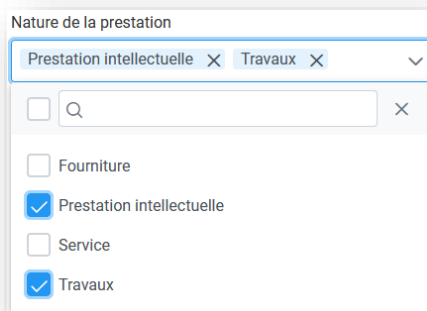 Nature de la prestation
Prestation intellectuelle Travaux
Fourniture
Prestation intellectuelle
Service
Travaux